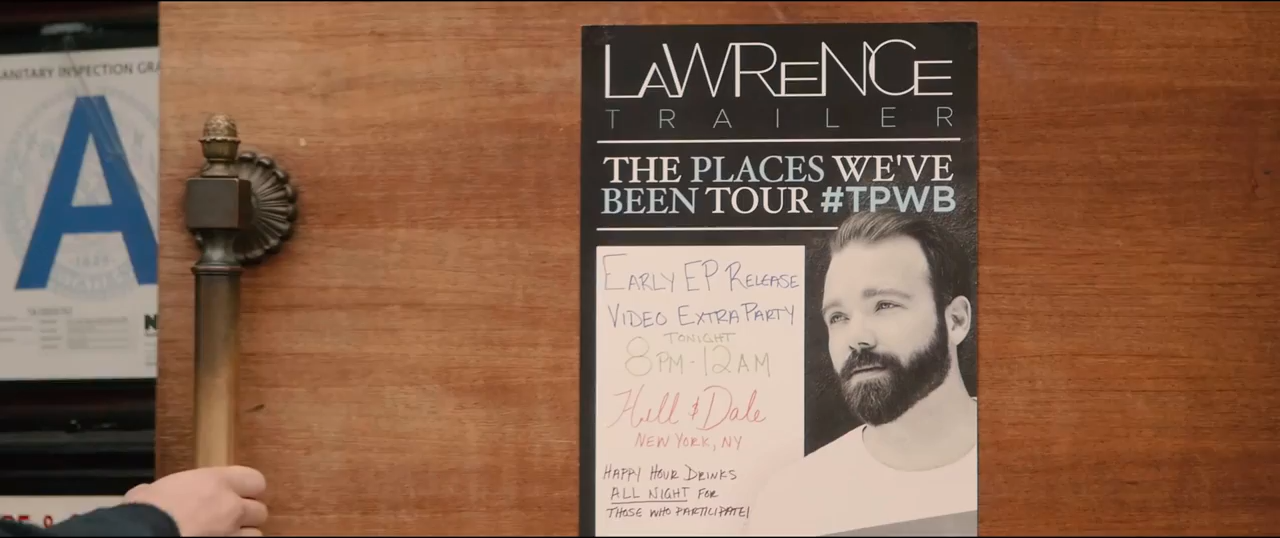 SANITARY INSPECTION GRA
A
LAWRENCE
TRAILER
THE PLACES WE'VE
BEEN TOUR #TPWB
EARLY EP RELEASE
VIDEO EXTRA PARTY
TONIGHT
8PM-12AM
Hill & Dale
NEW YORK, NY
HAPPY HOUR DRINKS
ALL NIGHT FOR
THOSE WHO PARTICIPATE!